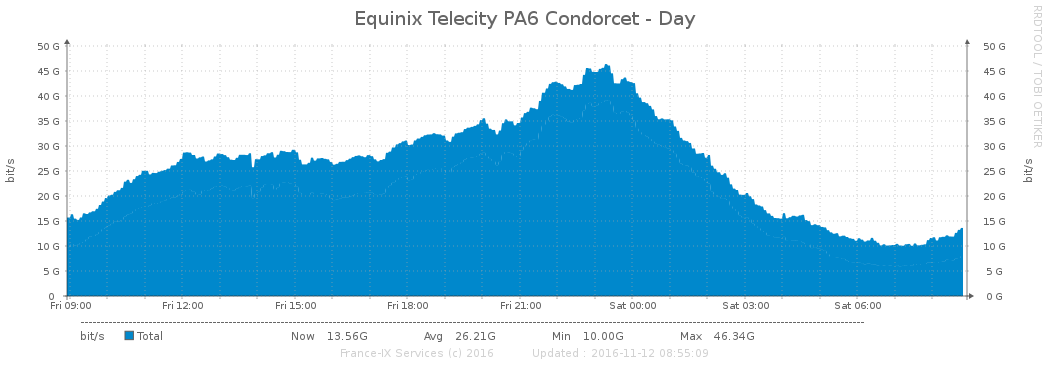 Equinix Telecity PA6 Condorcet - Day
RRDTOOL / TOBI OETIKER
50 G 50 G
45 G 45 G
40 G 40 G
35 G 35 G
30 G 30 G
25 G 25 G
20 G 20 G
15 G 15 G
10 G 10 G
5 G 5 G
0 0 G
bit/s bit/s
Fri 09:00 Fri 12:00 Fri 15:00 Fri 18:00 Fri 21:00 Sat 00:00 Sat 03:00 Sat 06:00
bit/s Total Now 13.56G Avg 26.21G Min 10.00G Max 46.34G
France-IX Services (c) 2016 Updated : 2016-11-12 08:55:09